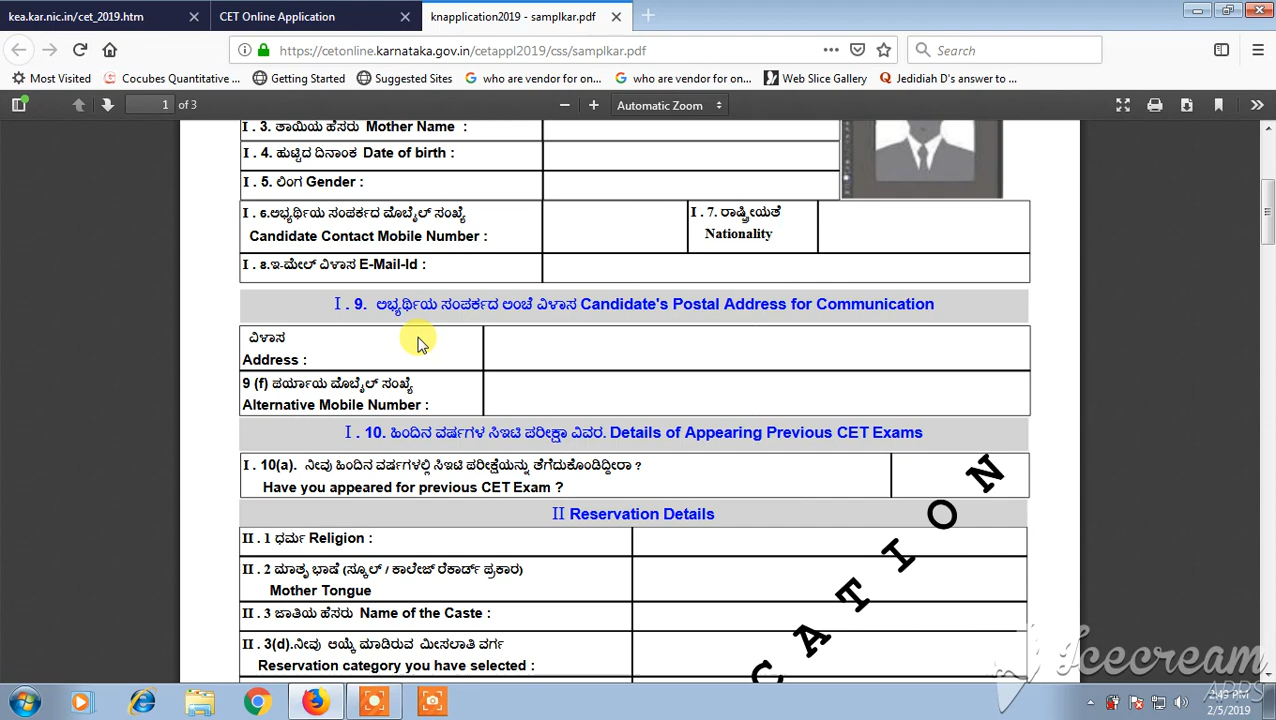 kea.kar.nic.in/cet_2019.htm
CET Online Application
knapplication2019 - samplkar.pdf
https://cetonline.karnataka.gov.in/cetappl2019/css/samplkar.pdf
Search
Most Visited
Cocubes Quantitative ...
Getting Started
Suggested Sites
who are vendor for on...
who are vendor for on...
Web Slice Gallery
Jedidiah D's answer to ...
1 of 3
Automatic Zoom
I . 3. ತಾಯಿಯ ಹೆಸರು Mother Name :
I . 4. ಹುಟ್ಟಿದ ದಿನಾಂಕ Date of birth :
I . 5. ಲಿಂಗ Gender :
I . 6.ಅಭ್ಯರ್ಥಿಯ ಸಂಪರ್ಕದ ಮೊಬೈಲ್ ಸಂಖ್ಯೆ
Candidate Contact Mobile Number :
I . 7. ರಾಷ್ಟ್ರೀಯತೆ
Nationality
I . 8.ಇ-ಮೇಲ್ ವಿಳಾಸ E-Mail-Id :
I . 9. ಅಭ್ಯರ್ಥಿಯ ಸಂಪರ್ಕದ ಅಂಚೆ ವಿಳಾಸ Candidate's Postal Address for Communication
ವಿಳಾಸ
Address :
9 (f) ಪರ್ಯಾಯ ಮೊಬೈಲ್ ಸಂಖ್ಯೆ
Alternative Mobile Number :
I . 10. ಹಿಂದಿನ ವರ್ಷಗಳ ಸಿಇಟಿ ಪರೀಕ್ಷಾ ವಿವರ. Details of Appearing Previous CET Exams
I . 10(a). ನೀವು ಹಿಂದಿನ ವರ್ಷಗಳಲ್ಲಿ ಸಿಇಟಿ ಪರೀಕ್ಷೆಯನ್ನು ತೆಗೆದುಕೊಂಡಿದ್ದೀರಾ ?
Have you appeared for previous CET Exam ?
II Reservation Details
II . 1 ಧರ್ಮ Religion :
II . 2 ಮಾತೃ ಭಾಷೆ (ಸ್ಕೂಲ್ / ಕಾಲೇಜ್ ರೆಕಾರ್ಡ್ ಪ್ರಕಾರ)
Mother Tongue
II . 3 ಜಾತಿಯ ಹೆಸರು Name of the Caste :
II . 3(d).ನೀವು ಆಯ್ಕೆ ಮಾಡಿರುವ ಮೀಸಲಾತಿ ವರ್ಗ
Reservation category you have selected :
C A T I O N
Icecream
APPS
2:49 PM
2/5/2019